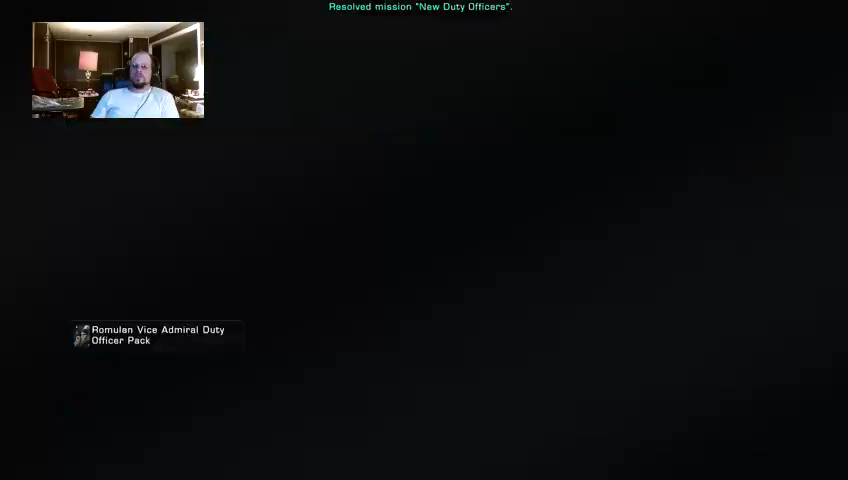 Resolved mission "New Duty Officers".
Romulan Vice Admiral Duty
Officer Pack